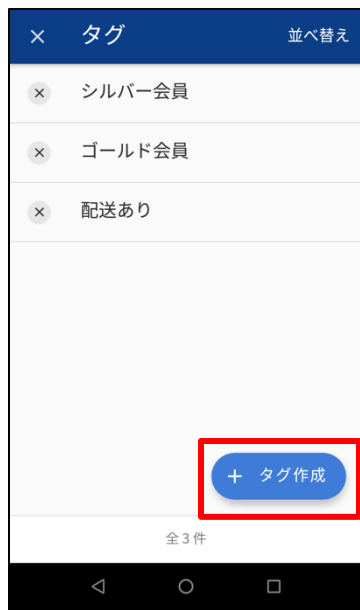 タグ 並べ替え
シルバー会員
ゴールド会員
配送あり
+ タグ作成
全3件